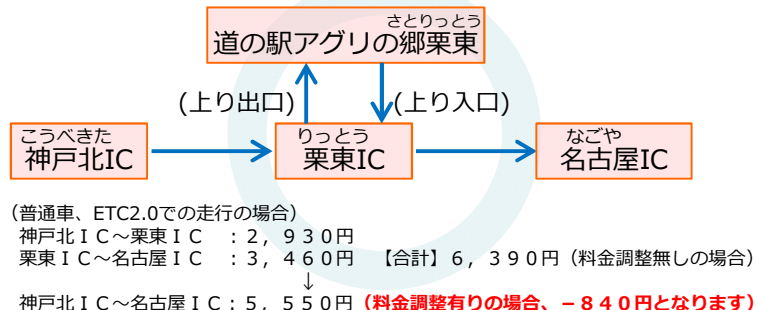 さとりっとう
道の駅アグリの郷栗東
(上り出口)
(上り入口)
こうべきた
神戸北IC
りっとう
栗東IC
なごや
名古屋IC
(普通車、ETC2.0での走行の場合)
神戸北ＩＣ～栗東ＩＣ ：２，９３０円
栗東ＩＣ～名古屋ＩＣ ：３，４６０円 【合計】６，３９０円（料金調整無しの場合）
↓
神戸北ＩＣ～名古屋ＩＣ：５，５５０円（料金調整有りの場合、－８４０円となります）